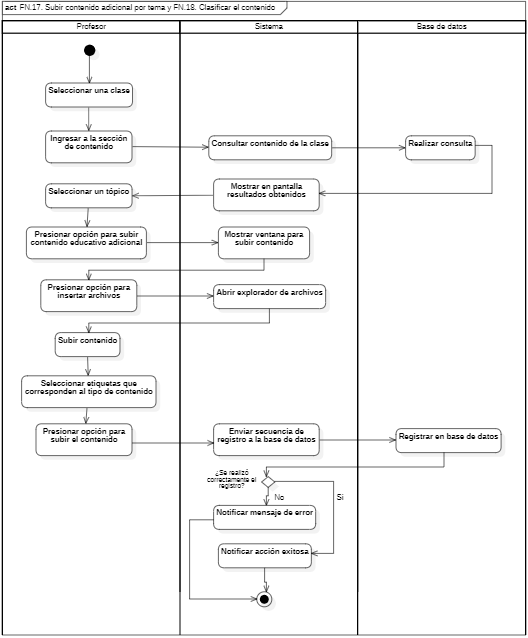 act FN.17. Subir contenido adicional por tema y FN.18. Clasificar el contenido
Profesor
Sistema
Base de datos
Seleccionar una clase
Ingresar a la sección
de contenido
Consultar contenido de la clase
Realizar consulta
Seleccionar un tópico
Mostrar en pantalla
resultados obtenidos
Presionar opción para subir
contenido educativo adicional
Mostrar ventana para
subir contenido
Presionar opción para
insertar archivos
Abrir explorador de archivos
Subir contenido
Seleccionar etiquetas que
corresponden al tipo de contenido
Presionar opción para
subir el contenido
Enviar secuencia de
registro a la base de datos
Registrar en base de datos
¿Se realizó
correctamente el
registro?
No
Si
Notificar mensaje de error
Notificar acción exitosa